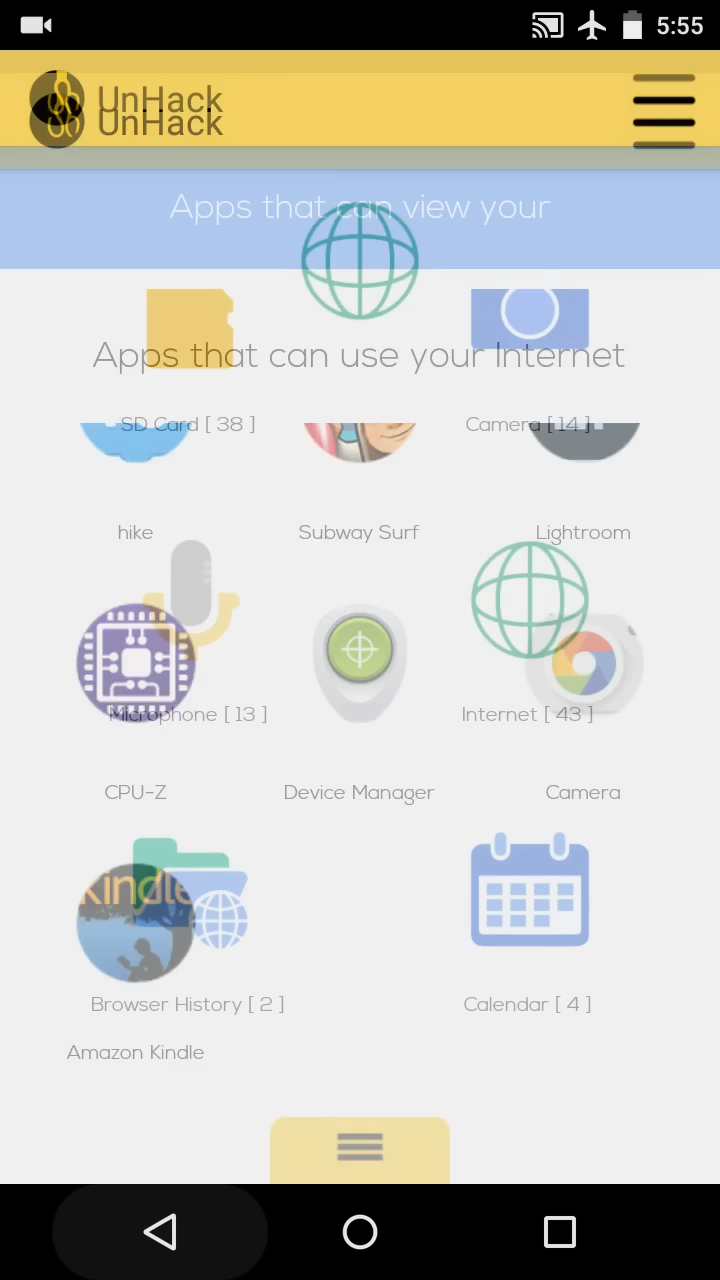 5:55
UnHack
UnHack
Apps that can view your
Apps that can use your Internet
SD Card [ 38 ]
Camera [ 14 ]
hike
Subway Surf
Lightroom
Microphone [ 13 ]
Internet [ 43 ]
CPU-Z
Device Manager
Camera
kindle
Browser History [ 2 ]
Calendar [ 4 ]
Amazon Kindle